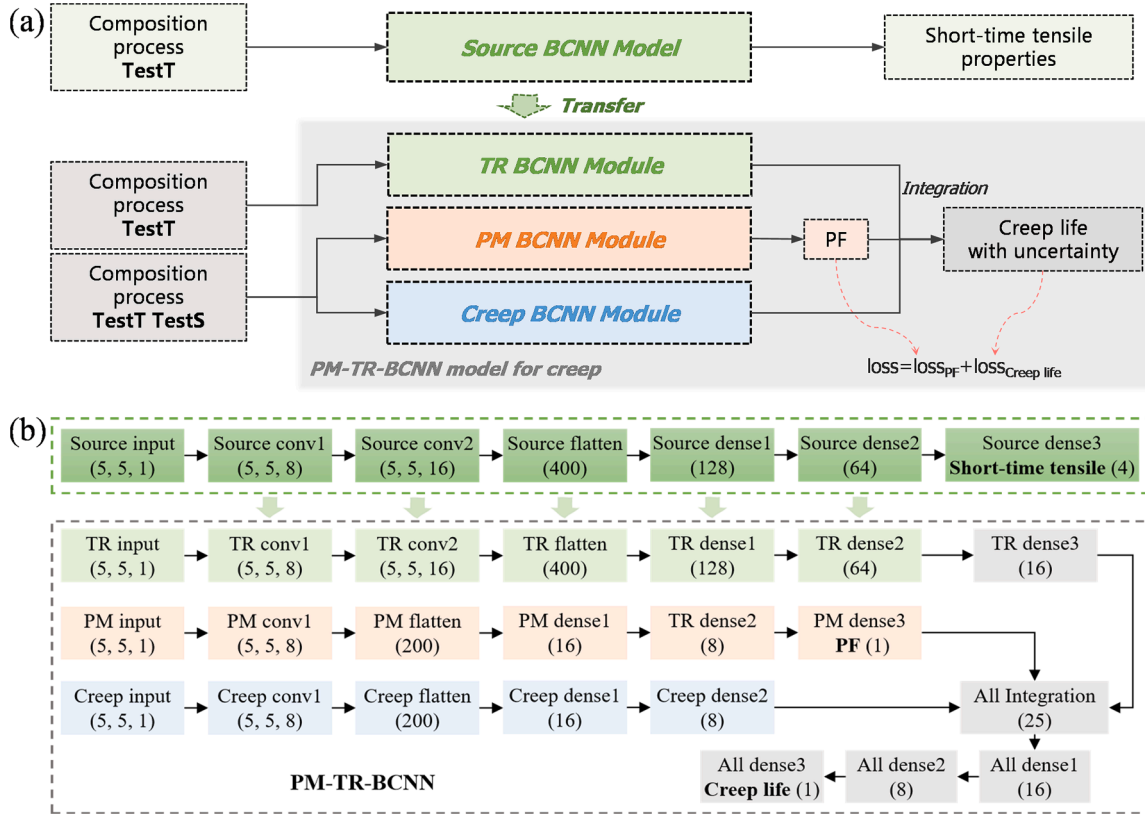 (a)
Composition
process
TestT
Source BCNN Model
Short-time tensile
properties
Transfer
Composition
process
TestT
TR BCNN Module
Integration
PM BCNN Module
PF
Creep life
with uncertainty
Composition
process
TestT TestS
Creep BCNN Module
PM-TR-BCNN model for creep
loss=lossPF+lossCreep life
(b)
Source input
(5, 5, 1)
Source conv1
(5, 5, 8)
Source conv2
(5, 5, 16)
Source flatten
(400)
Source dense1
(128)
Source dense2
(64)
Source dense3
Short-time tensile (4)
TR input
(5, 5, 1)
TR conv1
(5, 5, 8)
TR conv2
(5, 5, 16)
TR flatten
(400)
TR dense1
(128)
TR dense2
(64)
TR dense3
(16)
PM input
(5, 5, 1)
PM conv1
(5, 5, 8)
PM flatten
(200)
PM dense1
(16)
TR dense2
(8)
PM dense3
PF (1)
Creep input
(5, 5, 1)
Creep conv1
(5, 5, 8)
Creep flatten
(200)
Creep dense1
(16)
Creep dense2
(8)
All Integration
(25)
All dense1
(16)
All dense2
(8)
All dense3
Creep life (1)
PM-TR-BCNN